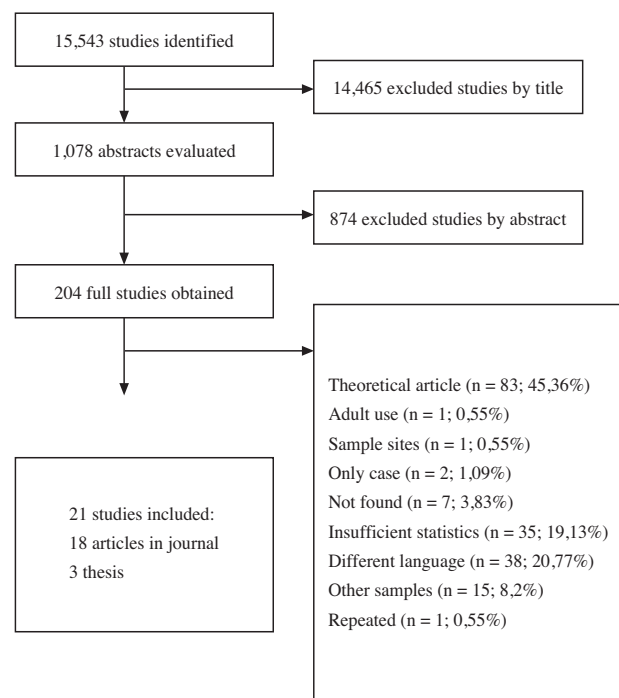 15,543 studies identified
14,465 excluded studies by title
1,078 abstracts evaluated
874 excluded studies by abstract
204 full studies obtained
Theoretical article (n = 83; 45,36%)
Adult use (n = 1; 0,55%)
Sample sites (n = 1; 0,55%)
Only case (n = 2; 1,09%)
Not found (n = 7; 3,83%)
Insufficient statistics (n = 35; 19,13%)
Different language (n = 38; 20,77%)
Other samples (n = 15; 8,2%)
Repeated (n = 1; 0,55%)
21 studies included:
18 articles in journal
3 thesis